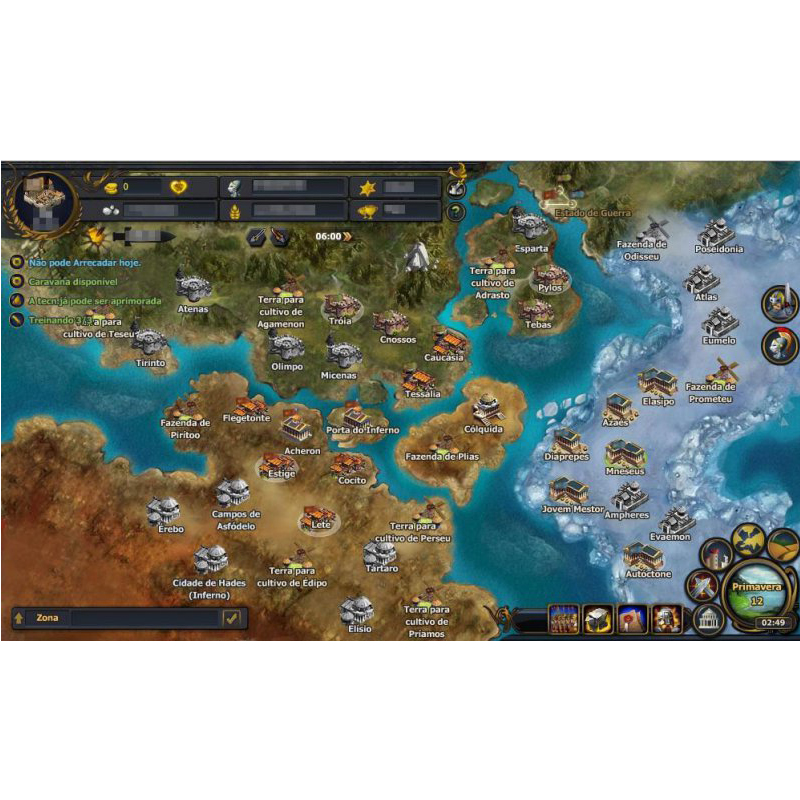 0
06:00
Estado de Guerra
Não pode Arrecadar hoje.
Caravana disponível
A tecn.já pode ser aprimorada
Treinando 3/3
Terra para
cultivo de Teseu
Atenas
Tirinto
Terra para
cultivo de
Agamenon
Tróia
Cnossos
Olimpo
Micenas
Caucasia
Tessália
Esparta
Terra para
cultivo de
Adrasto
Pylos
Tebas
Fazenda de
Odisseu
Poseidonia
Atlas
Eumelo
Elasipo
Fazenda de
Prometeu
Azaes
Diaprepes
Mneseus
Jovem Mestor
Ampheres
Evaemon
Autoctone
Fazenda de
Piritoo
Flegetonte
Acheron
Porta do Inferno
Cólquida
Fazenda de Plias
Estige
Cocito
Campos de
Asfódelo
Érebo
Lete
Terra para
cultivo de Perseu
Cidade de Hades
(Inferno)
Terra para
cultivo de Édipo
Tártaro
Elísio
Terra para
cultivo de
Príamos
Zona
Primavera
12
02:49